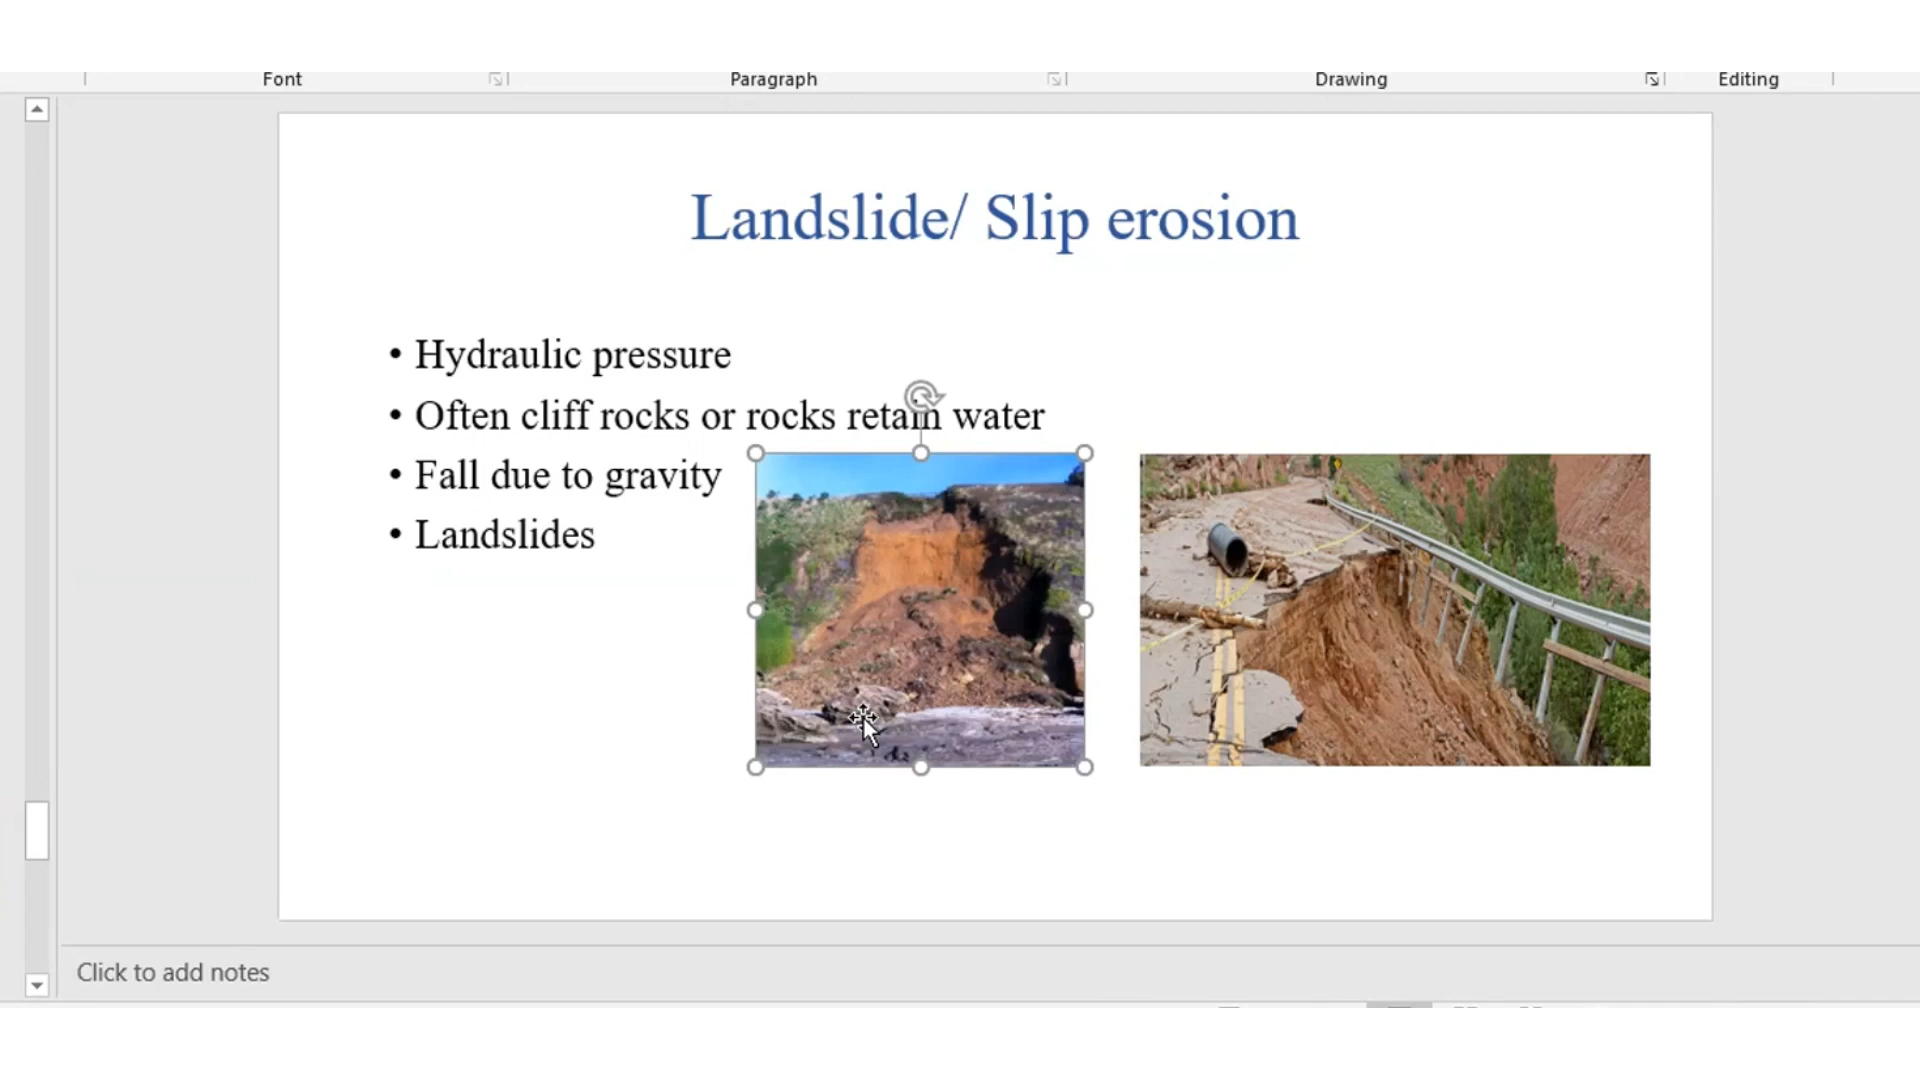 Font Paragraph Drawing Editing
Landslide/ Slip erosion
• Hydraulic pressure
• Often cliff rocks or rocks retain water
• Fall due to gravity
• Landslides
Click to add notes